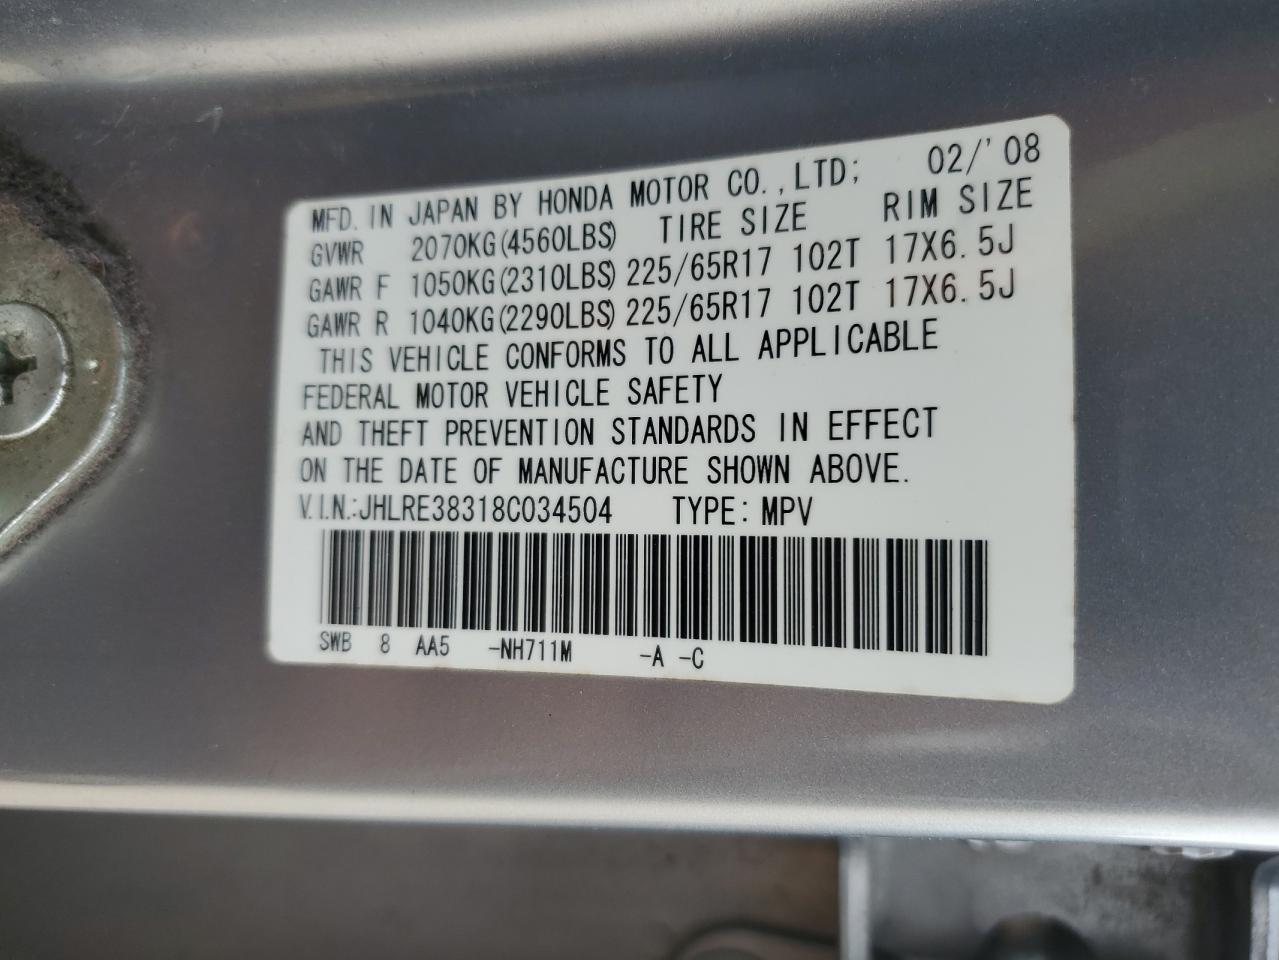 MFD. IN JAPAN BY HONDA MOTOR CO., LTD; 02/'08
GVWR 2070KG(4560LBS) TIRE SIZE RIM SIZE
GAWR F 1050KG(2310LBS) 225/65R17 102T 17X6.5J
GAWR R 1040KG(2290LBS) 225/65R17 102T 17X6.5J
THIS VEHICLE CONFORMS TO ALL APPLICABLE
FEDERAL MOTOR VEHICLE SAFETY
AND THEFT PREVENTION STANDARDS IN EFFECT
ON THE DATE OF MANUFACTURE SHOWN ABOVE.
V.I.N.:JHLRE38318C034504 TYPE: MPV
SWB 8 AA5 -NH711M -A -C